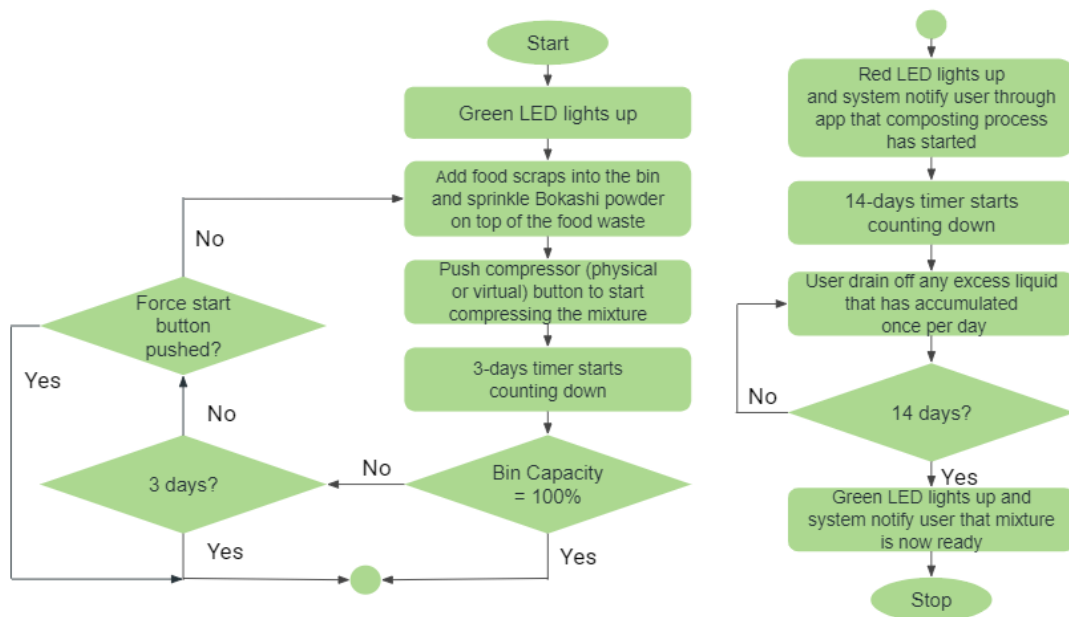 Start
Green LED lights up
Add food scraps into the bin
and sprinkle Bokashi powder
on top of the food waste
Push compressor (physical
or virtual) button to start
compressing the mixture
3-days timer starts
counting down
Bin Capacity
= 100%
No
Yes
3 days?
No
Yes
Force start
button
pushed?
No
Yes
Red LED lights up
and system notify user through
app that composting process
has started
14-days timer starts
counting down
User drain off any excess liquid
that has accumulated
once per day
14 days?
No
Yes
Green LED lights up and
system notify user that mixture
is now ready
Stop